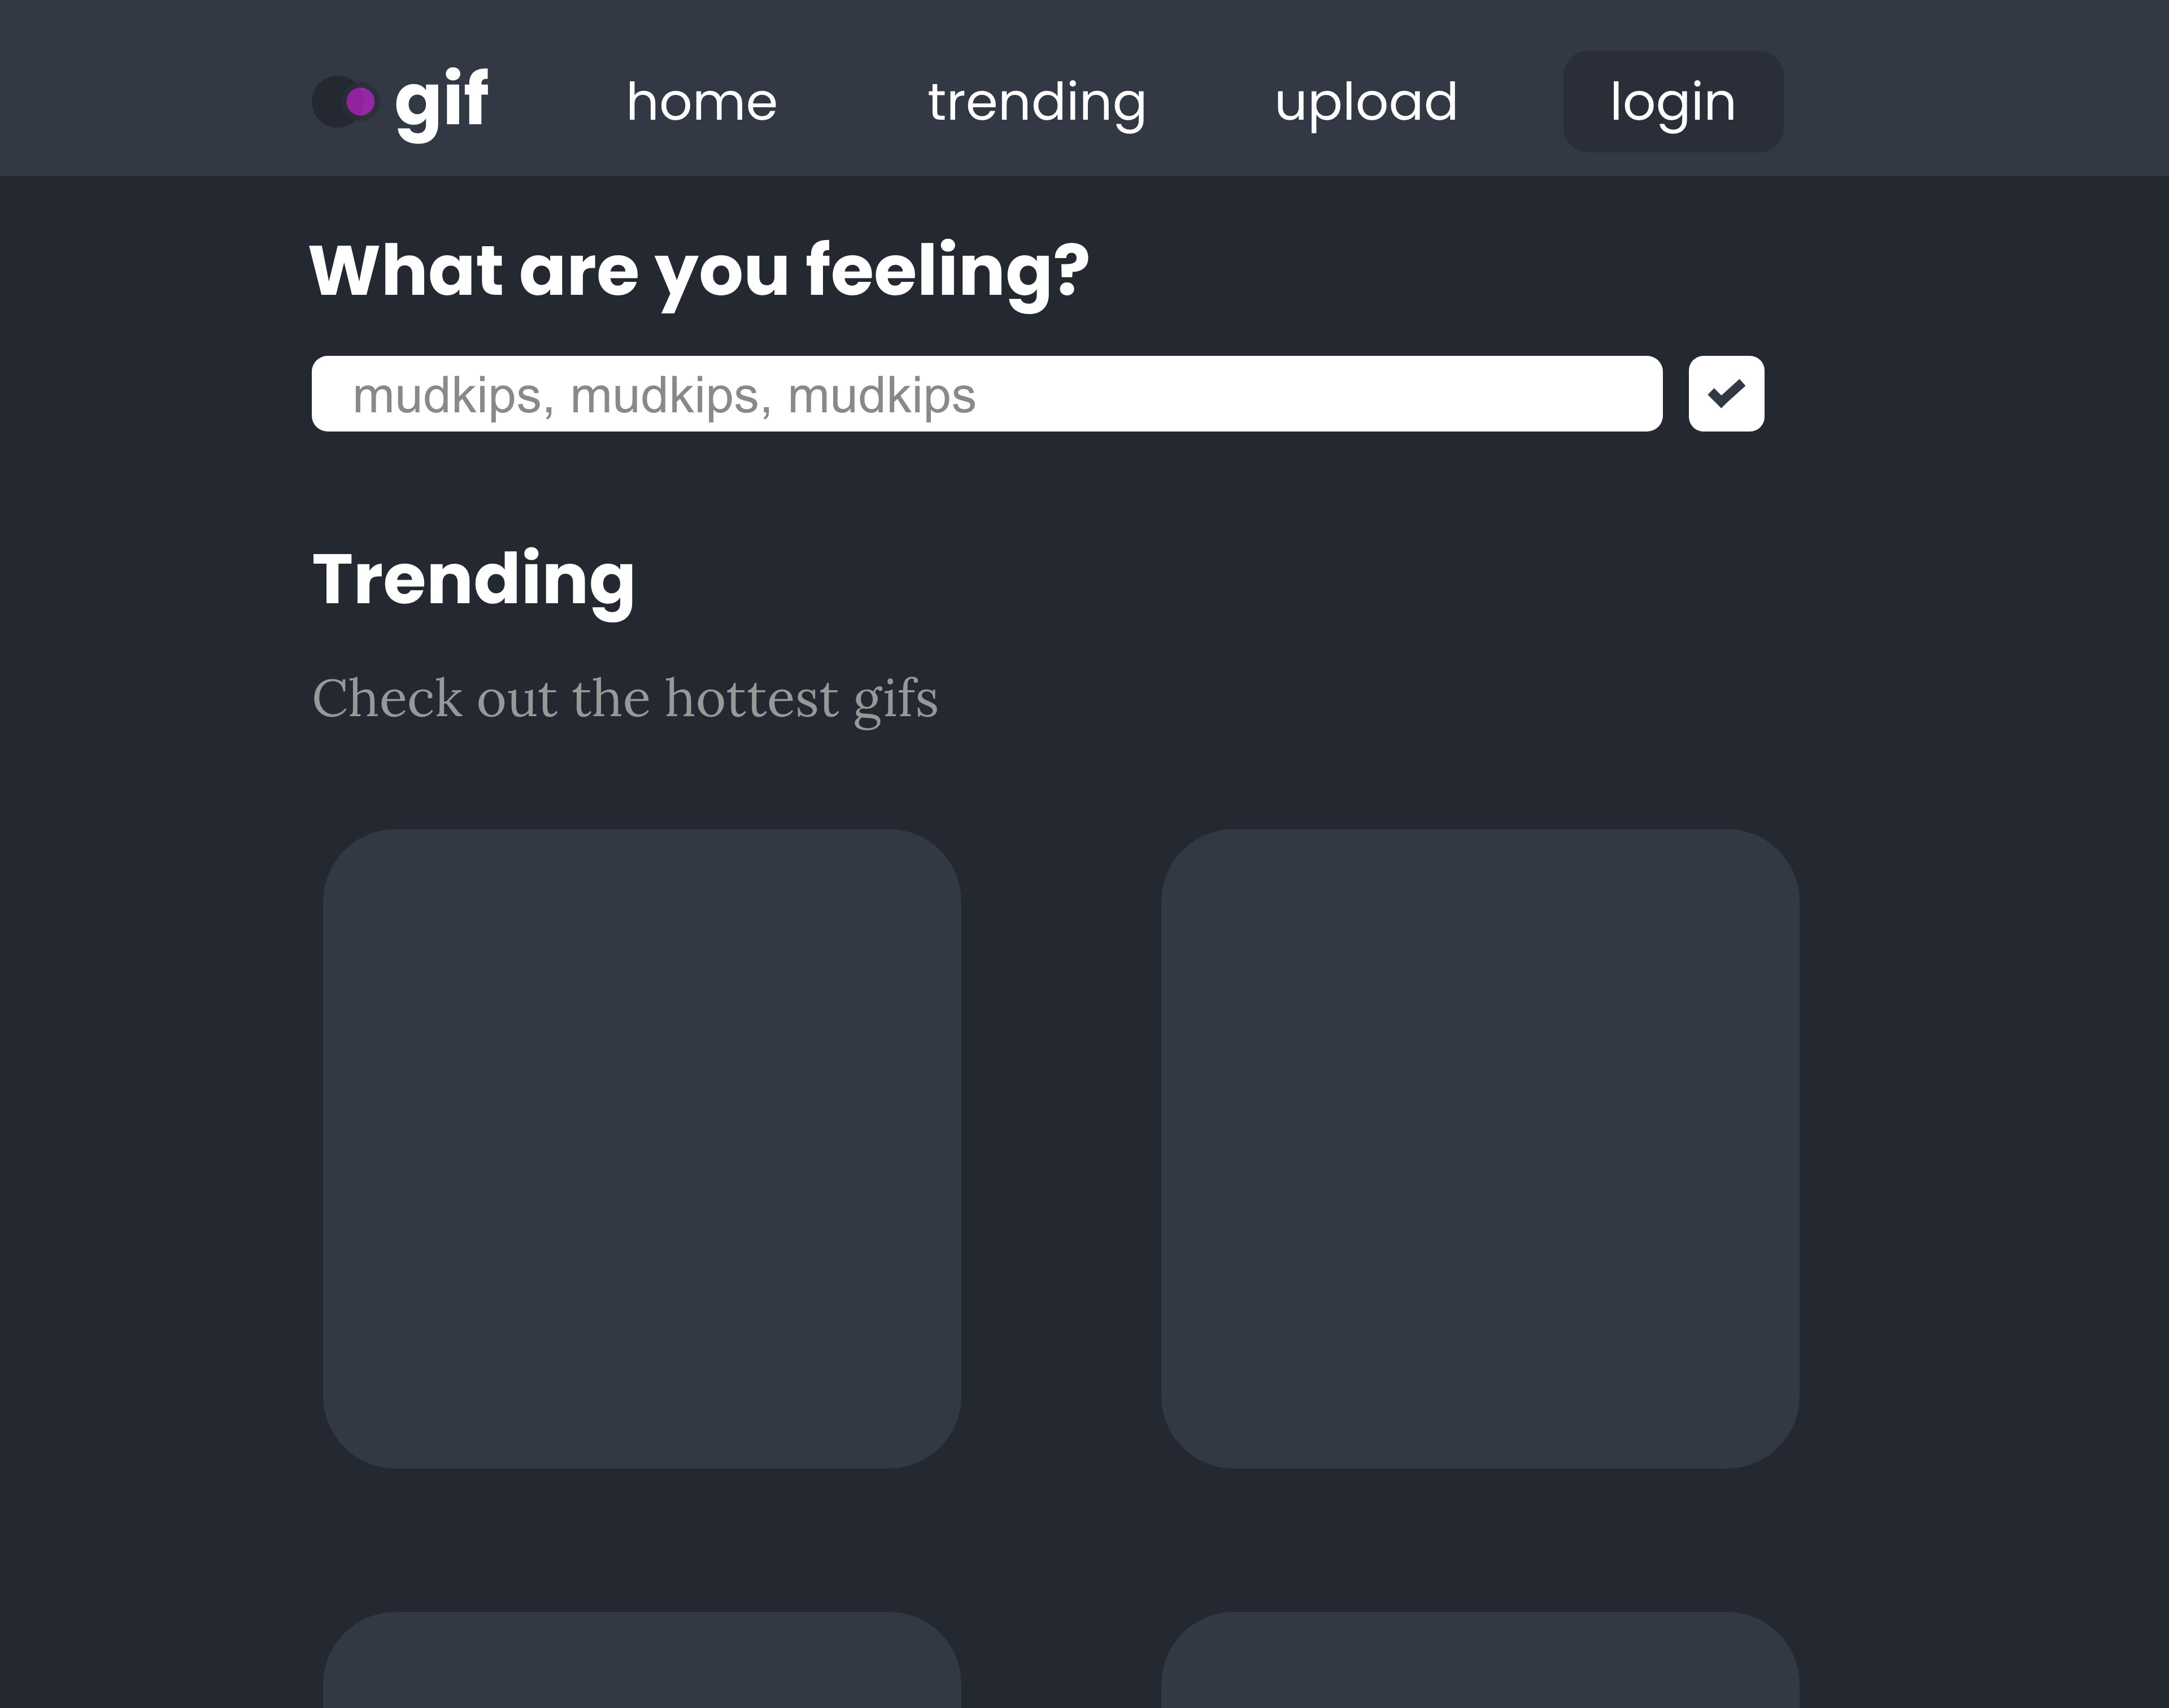 gif home trending upload login
What are you feeling?
mudkips, mudkips, mudkips
Trending
Check out the hottest gifs